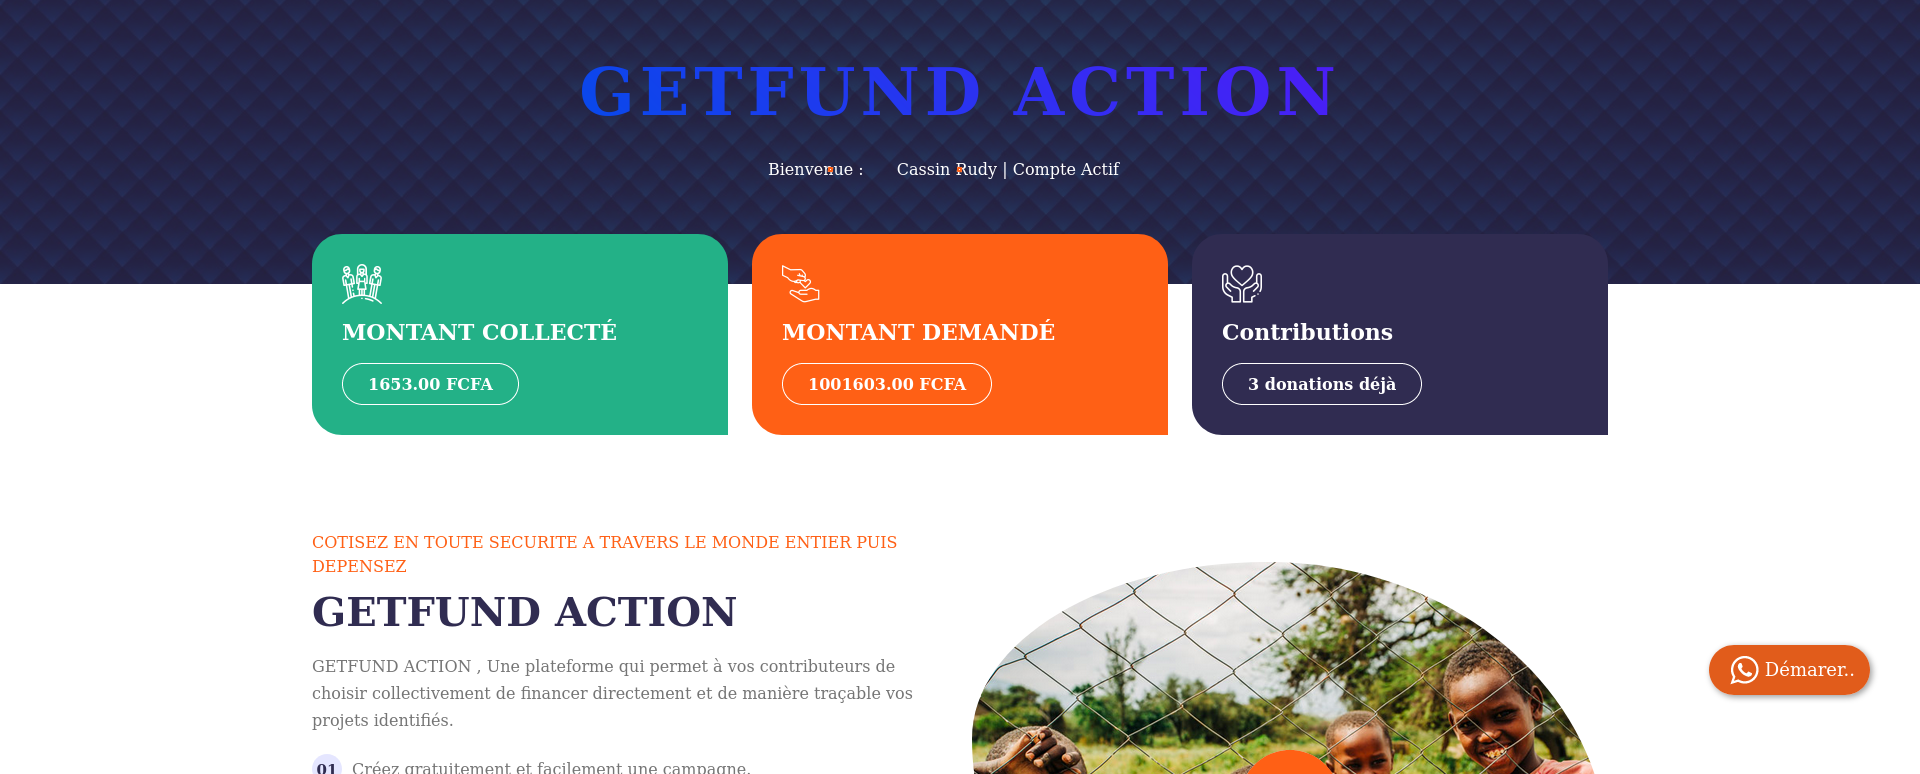 GETFUND ACTION
Bienvenue : Cassin Rudy | Compte Actif
MONTANT COLLECTÉ
1653.00 FCFA
MONTANT DEMANDÉ
1001603.00 FCFA
Contributions
3 donations déjà
COTISEZ EN TOUTE SECURITE A TRAVERS LE MONDE ENTIER PUIS
DEPENSEZ
GETFUND ACTION
GETFUND ACTION , Une plateforme qui permet à vos contributeurs de
choisir collectivement de financer directement et de manière traçable vos
projets identifiés.
01 Créez gratuitement et facilement une campagne.
Démarer..